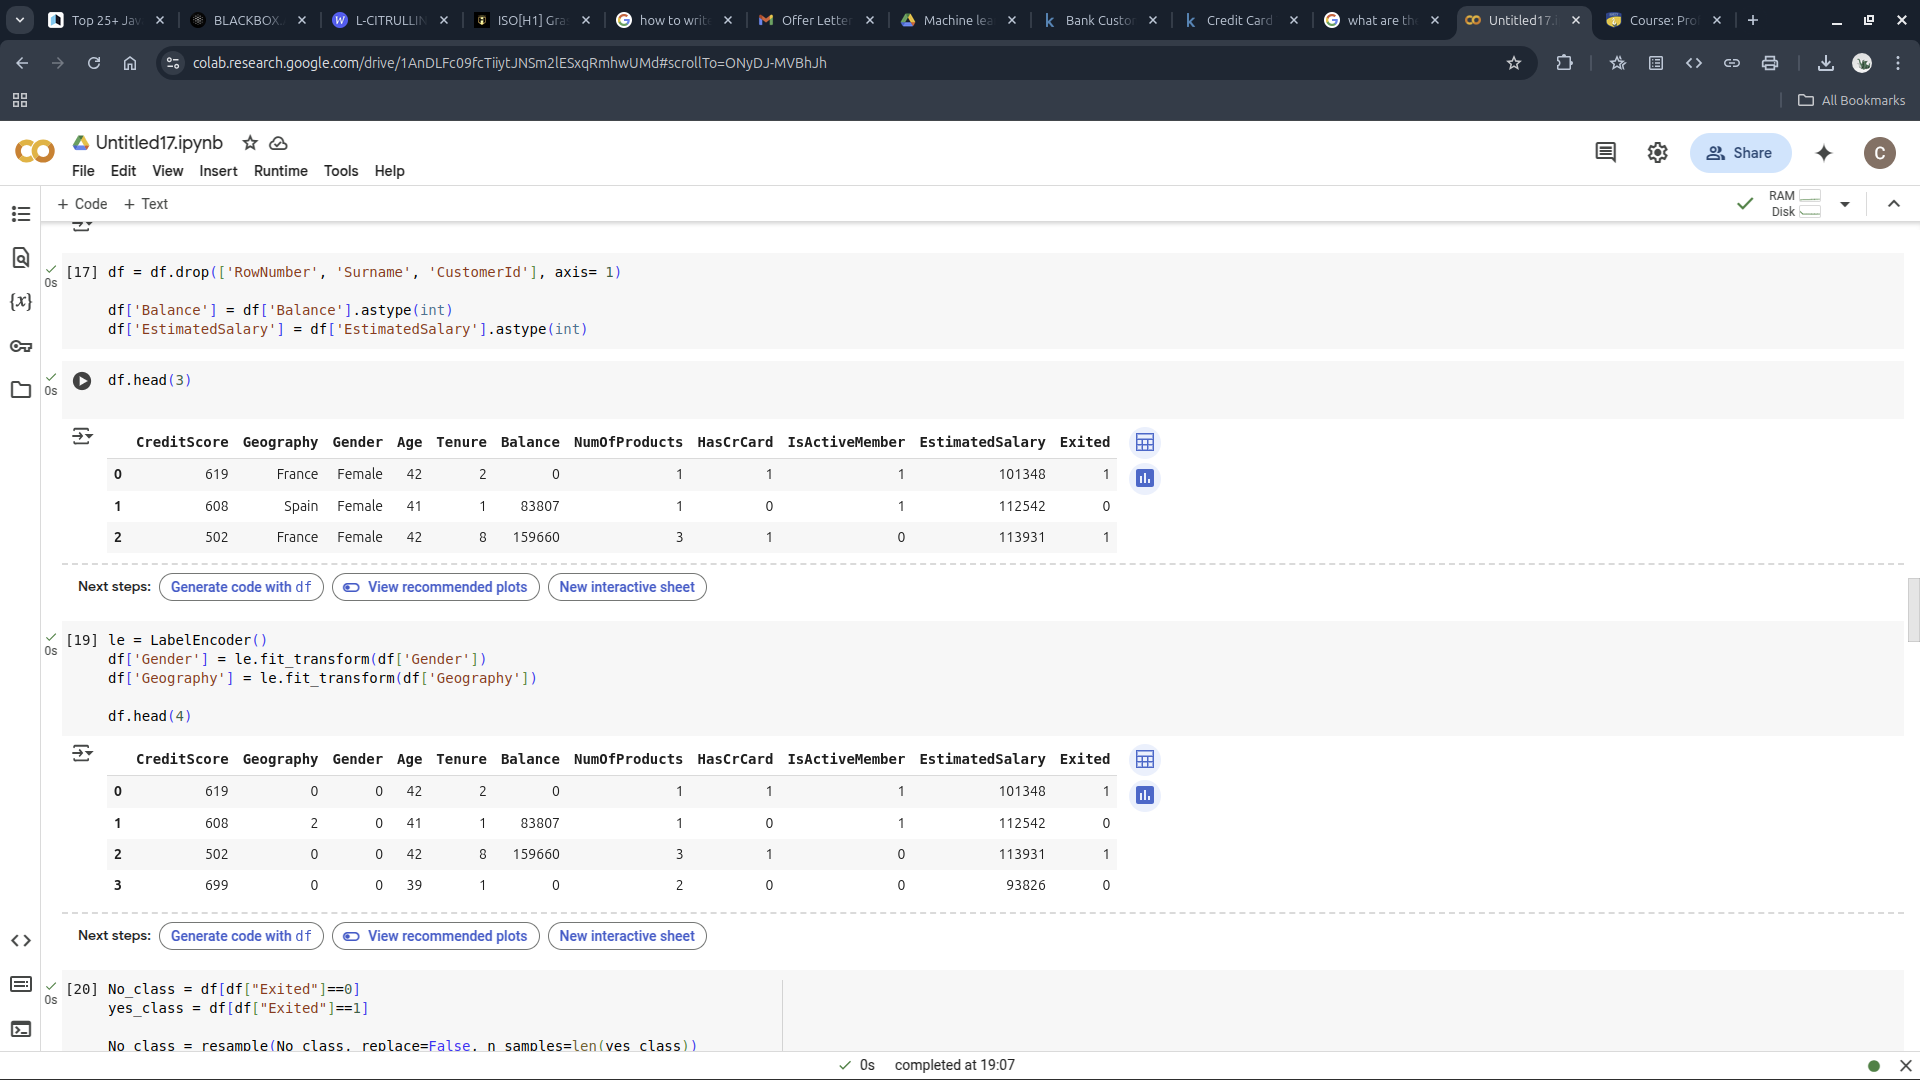 Top 25+ Jav
BLACKBOX.
L-CITRULLIN
ISO[H1] Gra
how to write
Offer Letter
Machine lea
Bank Custo
Credit Card
what are the
Untitled17.i
Course: Pro
colab.research.google.com/drive/1AnDLFc09fcTiiytJNSm2lESxqRmhwUMd#scrollTo=ONyDJ-MVBhJh
All Bookmarks
Untitled17.ipynb
File Edit View Insert Runtime Tools Help
Share
C
+ Code + Text
RAM
Disk
[17] df = df.drop(['RowNumber', 'Surname', 'CustomerId'], axis= 1)
0s
df['Balance'] = df['Balance'].astype(int)
df['EstimatedSalary'] = df['EstimatedSalary'].astype(int)
df.head(3)
0s
CreditScore Geography Gender Age Tenure Balance NumOfProducts HasCrCard IsActiveMember EstimatedSalary Exited
0 619 France Female 42 2 0 1 1 1 101348 1
1 608 Spain Female 41 1 83807 1 0 1 112542 0
2 502 France Female 42 8 159660 3 1 0 113931 1
Next steps: Generate code with df View recommended plots New interactive sheet
[19] le = LabelEncoder()
0s
df['Gender'] = le.fit_transform(df['Gender'])
df['Geography'] = le.fit_transform(df['Geography'])
df.head(4)
CreditScore Geography Gender Age Tenure Balance NumOfProducts HasCrCard IsActiveMember EstimatedSalary Exited
0 619 0 0 42 2 0 1 1 1 101348 1
1 608 2 0 41 1 83807 1 0 1 112542 0
2 502 0 0 42 8 159660 3 1 0 113931 1
3 699 0 0 39 1 0 2 0 0 93826 0
Next steps: Generate code with df View recommended plots New interactive sheet
[20] No_class = df[df["Exited"]==0]
0s
yes_class = df[df["Exited"]==1]
No_class = resample(No_class, replace=False, n_samples=len(yes_class))
0s completed at 19:07